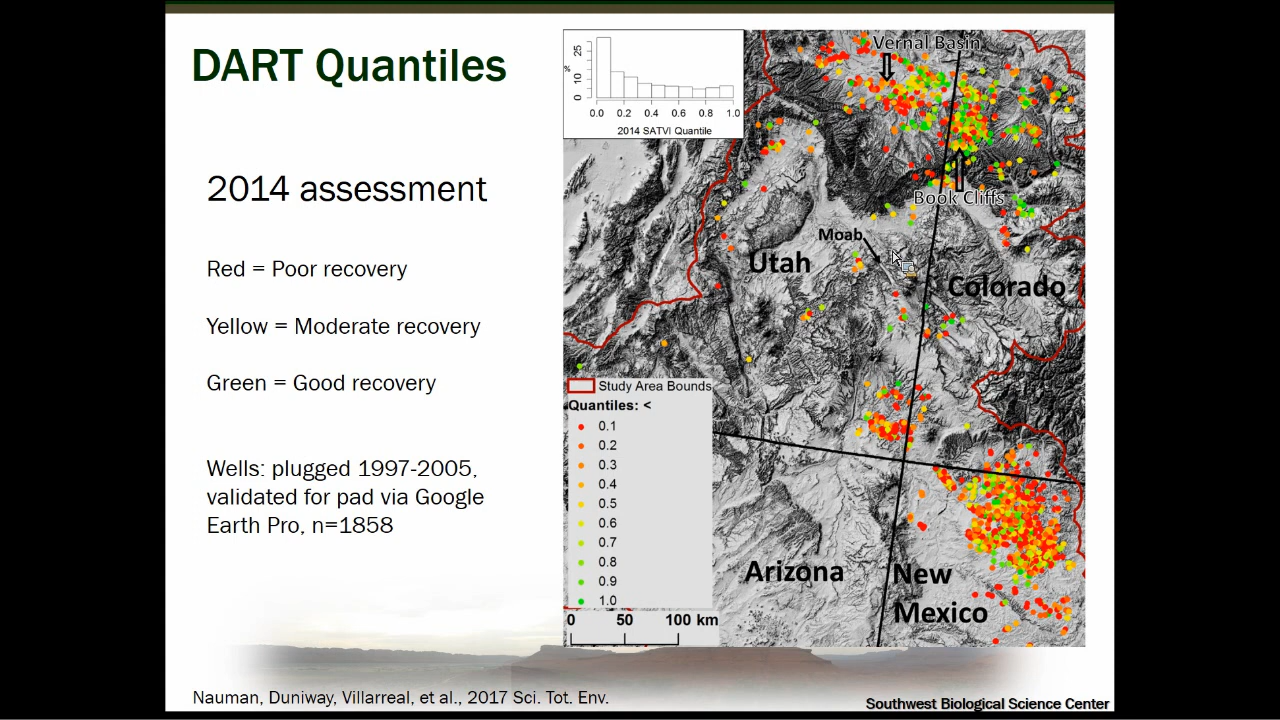 DART Quantiles
2014 assessment
Red = Poor recovery
Yellow = Moderate recovery
Green = Good recovery
Wells: plugged 1997-2005,
validated for pad via Google
Earth Pro, n=1858
Nauman, Duniway, Villarreal, et al., 2017 Sci. Tot. Env.
%
0 10 25
0.0 0.2 0.4 0.6 0.8 1.0
2014 SATVI Quantile
Vernal Basin
Book Cliffs
Moab
Utah
Colorado
Arizona
New
Mexico
Study Area Bounds
Quantiles: <
0.1
0.2
0.3
0.4
0.5
0.6
0.7
0.8
0.9
1.0
0 50 100 km
Southwest Biological Science Center